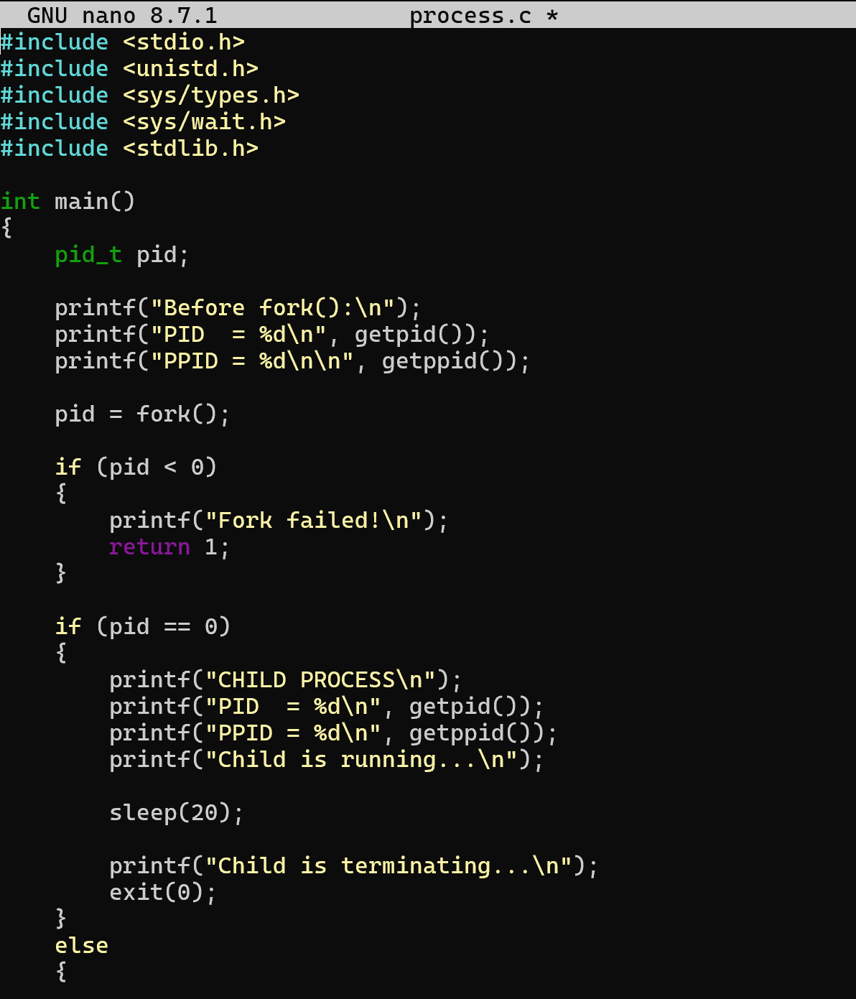 GNU nano 8.7.1 process.c *
#include <stdio.h>
#include <unistd.h>
#include <sys/types.h>
#include <sys/wait.h>
#include <stdlib.h>

int main()
{
    pid_t pid;

    printf("Before fork():\n");
    printf("PID  = %d\n", getpid());
    printf("PPID = %d\n\n", getppid());

    pid = fork();

    if (pid < 0)
    {
        printf("Fork failed!\n");
        return 1;
    }

    if (pid == 0)
    {
        printf("CHILD PROCESS\n");
        printf("PID  = %d\n", getpid());
        printf("PPID = %d\n", getppid());
        printf("Child is running...\n");

        sleep(20);

        printf("Child is terminating...\n");
        exit(0);
    }
    else
    {